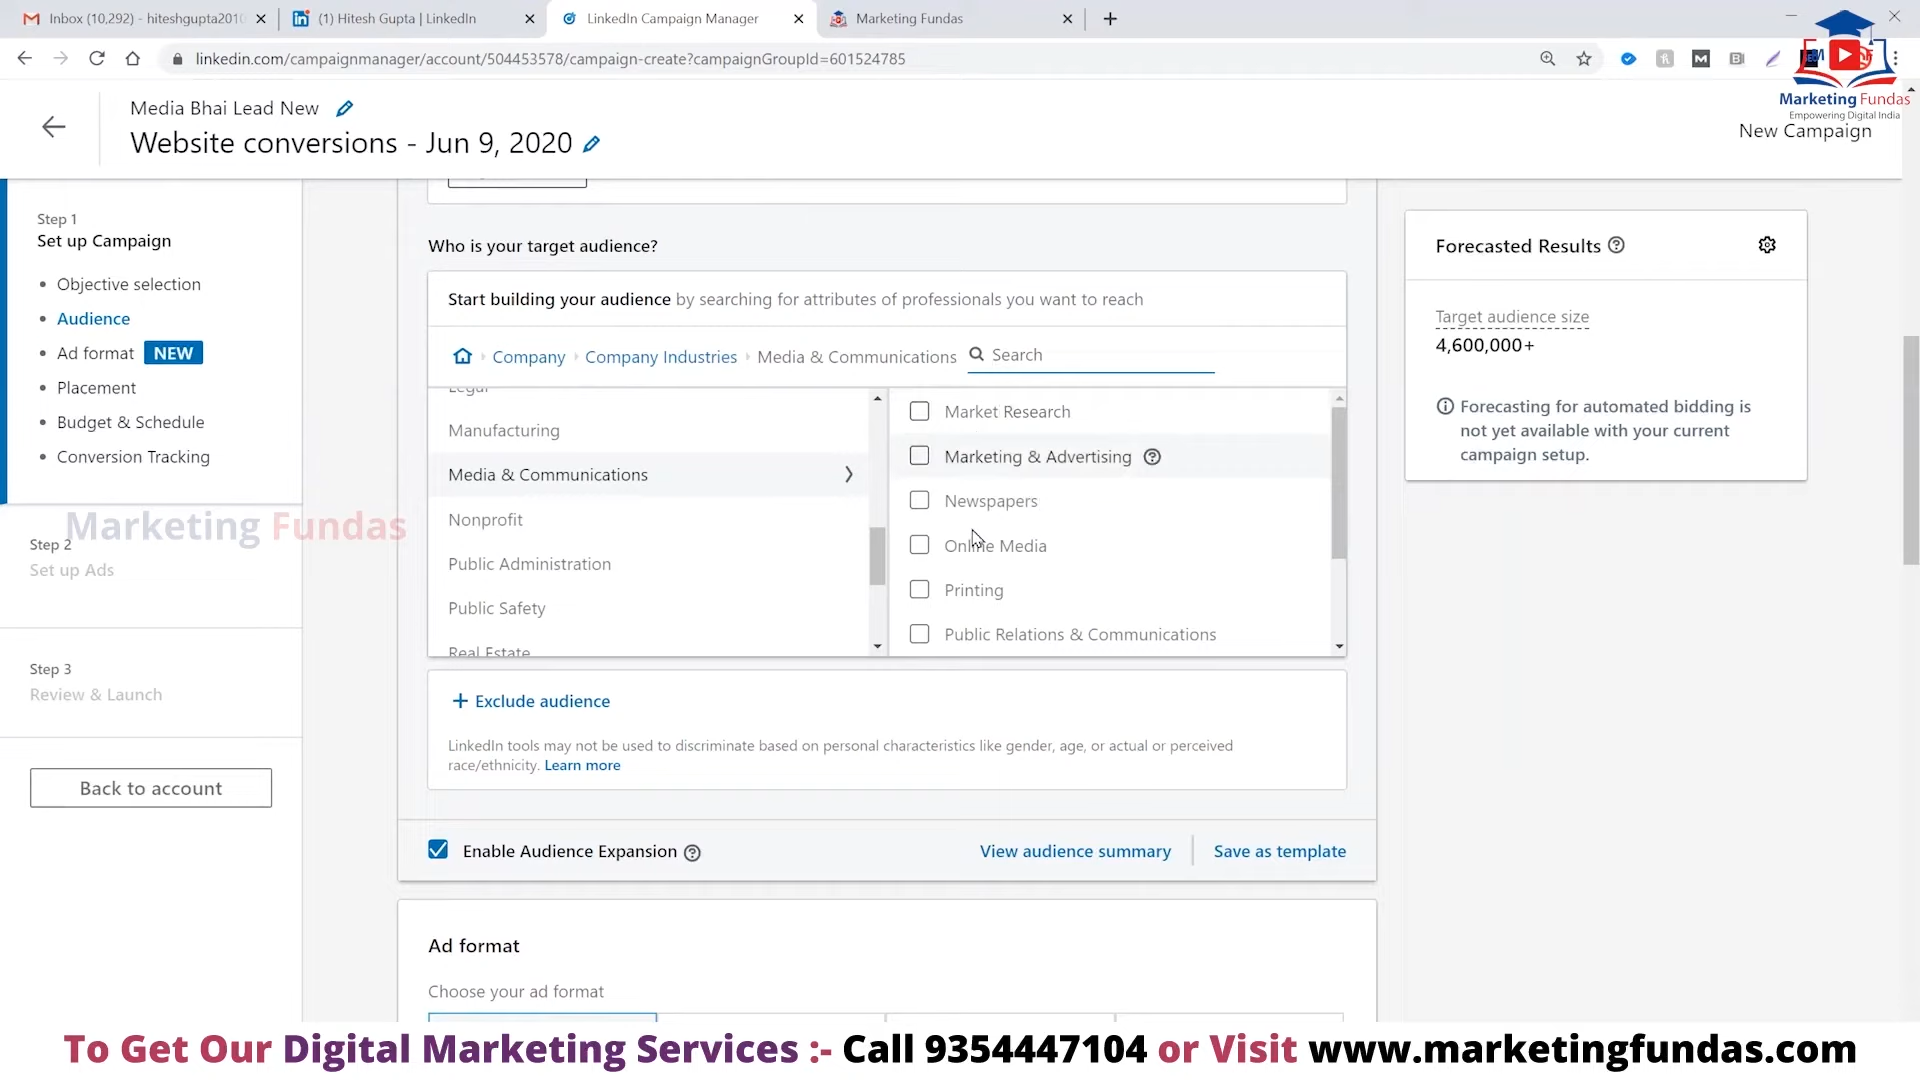 Inbox (10,292) - hiteshgupta2010
(1) Hitesh Gupta | LinkedIn
LinkedIn Campaign Manager
Marketing Fundas
linkedin.com/campaignmanager/account/504453578/campaign-create?campaignGroupId=601524785
Marketing Fundas
Empowering Digital India
Media Bhai Lead New
Website conversions - Jun 9, 2020
New Campaign
Step 1
Set up Campaign
Objective selection
Audience
Ad format NEW
Placement
Budget & Schedule
Conversion Tracking
Marketing Fundas
Step 2
Set up Ads
Step 3
Review & Launch
Back to account
Who is your target audience?
Start building your audience by searching for attributes of professionals you want to reach
Company Company Industries Media & Communications Search
Legal
Manufacturing
Media & Communications
Nonprofit
Public Administration
Public Safety
Real Estate
Market Research
Marketing & Advertising
Newspapers
Online Media
Printing
Public Relations & Communications
+ Exclude audience
LinkedIn tools may not be used to discriminate based on personal characteristics like gender, age, or actual or perceived
race/ethnicity. Learn more
Enable Audience Expansion
View audience summary
Save as template
Ad format
Choose your ad format
Forecasted Results
Target audience size
4,600,000+
Forecasting for automated bidding is
not yet available with your current
campaign setup.
To Get Our Digital Marketing Services :- Call 9354447104 or Visit www.marketingfundas.com